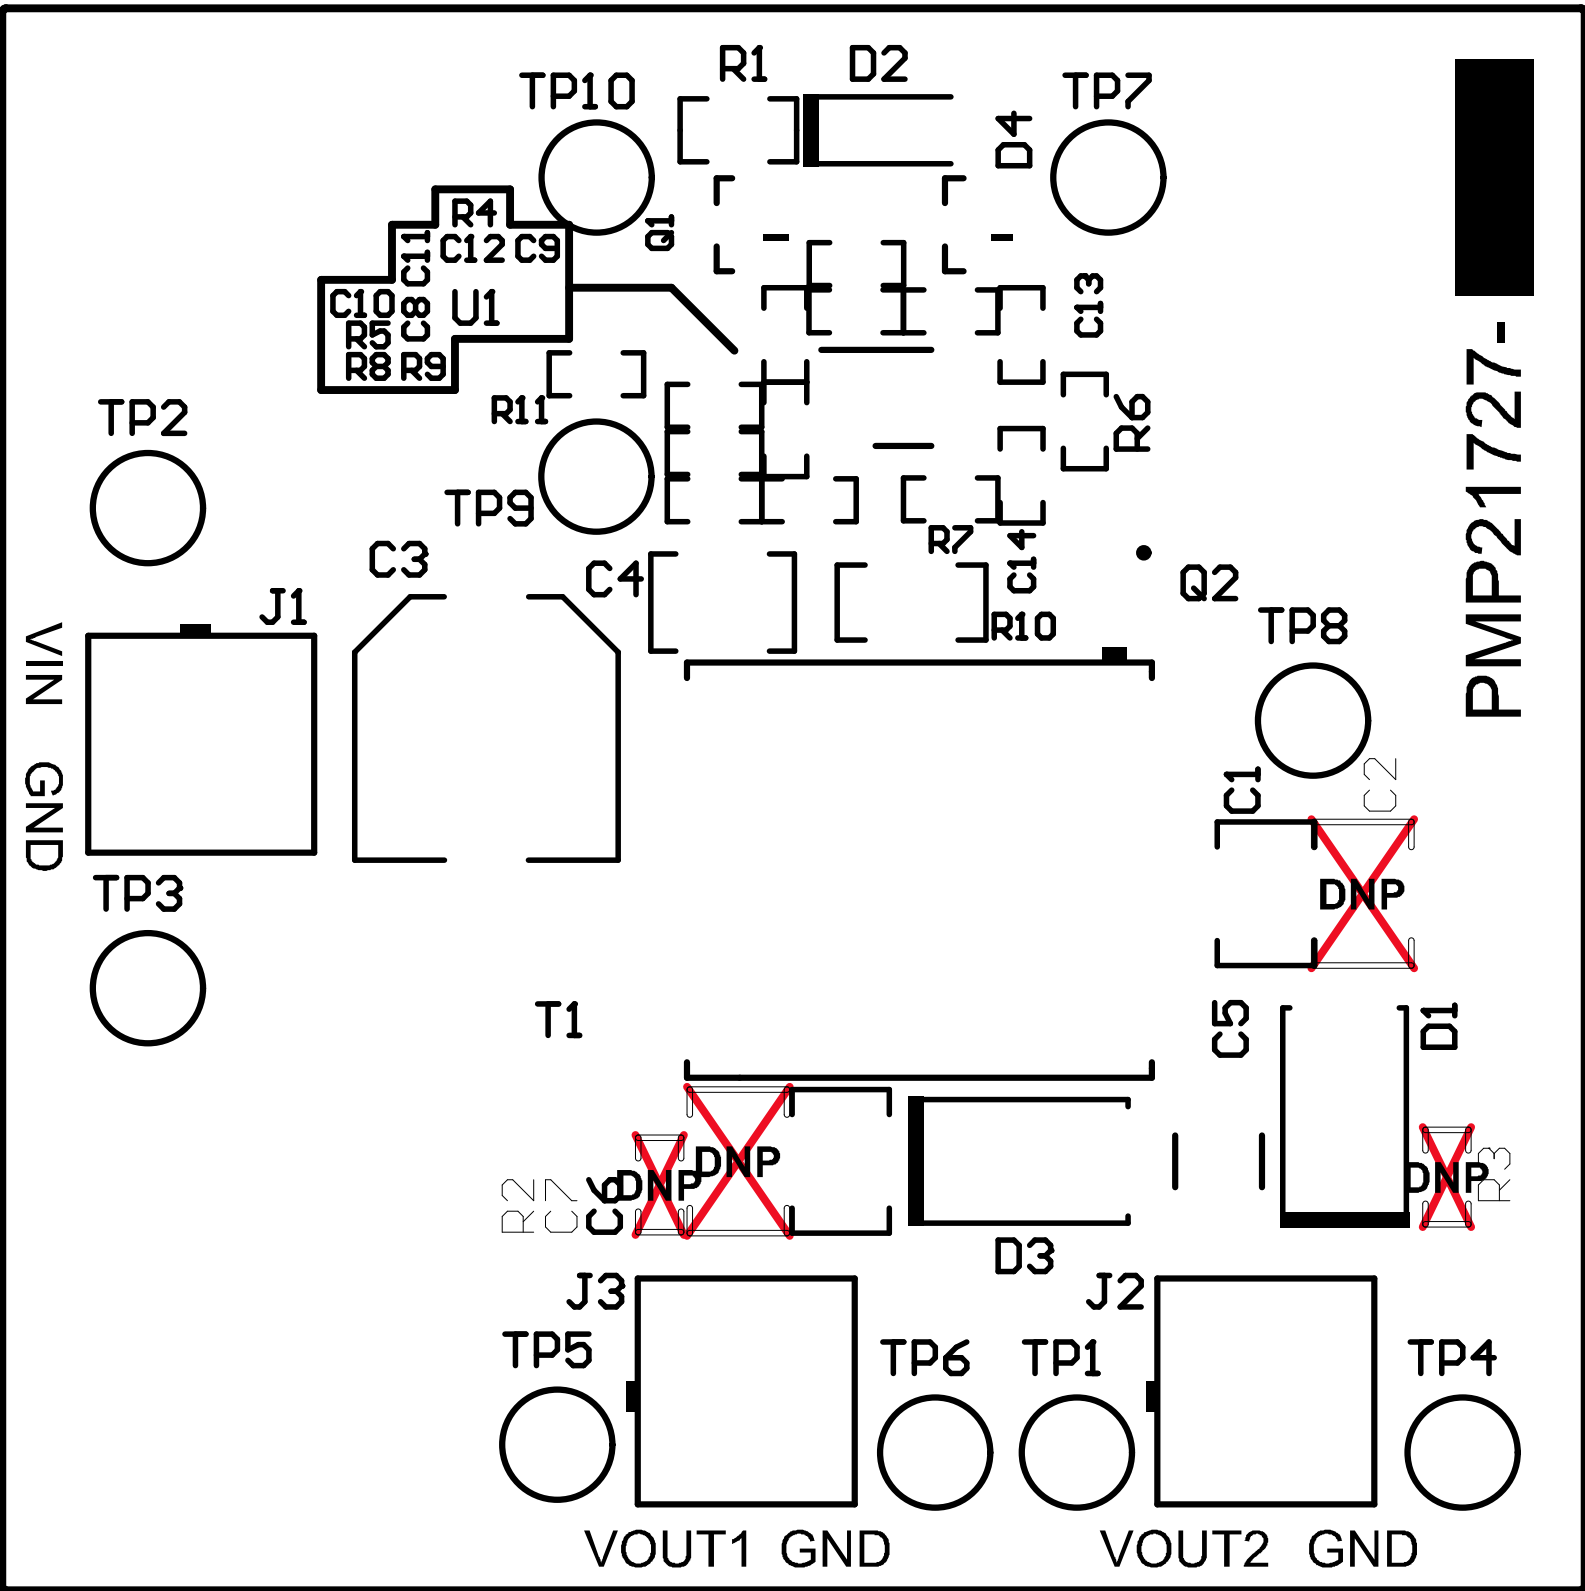 R1
D2
TP10
TP7
D4
R4
Q1
C11
C12
C9
C10
C8
U1
R5
R8
R9
C13
PMP21727-
R11
R6
TP2
TP9
R7
C14
C3
C4
Q2
J1
R10
TP8
VIN
GND
C2
C1
TP3
DNP
T1
C5
D1
DNP
DNP
DNP
R2
C7
C6
R3
D3
J3
J2
TP5
TP6
TP1
TP4
VOUT1 GND
VOUT2 GND